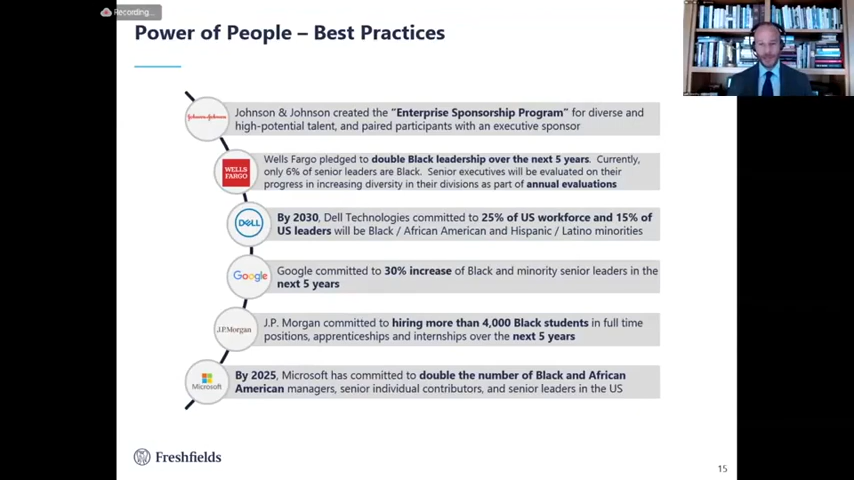 Recording...
Power of People – Best Practices
Johnson & Johnson created the "Enterprise Sponsorship Program" for diverse and
high-potential talent, and paired participants with an executive sponsor
Johnson & Johnson
Wells Fargo pledged to double Black leadership over the next 5 years. Currently,
only 6% of senior leaders are Black. Senior executives will be evaluated on their
progress in increasing diversity in their divisions as part of annual evaluations
WELLS
FARGO
By 2030, Dell Technologies committed to 25% of US workforce and 15% of
US leaders will be Black / African American and Hispanic / Latino minorities
DELL
Google committed to 30% increase of Black and minority senior leaders in the
next 5 years
Google
J.P. Morgan committed to hiring more than 4,000 Black students in full time
positions, apprenticeships and internships over the next 5 years
J.P.Morgan
By 2025, Microsoft has committed to double the number of Black and African
American managers, senior individual contributors, and senior leaders in the US
Microsoft
Freshfields
15